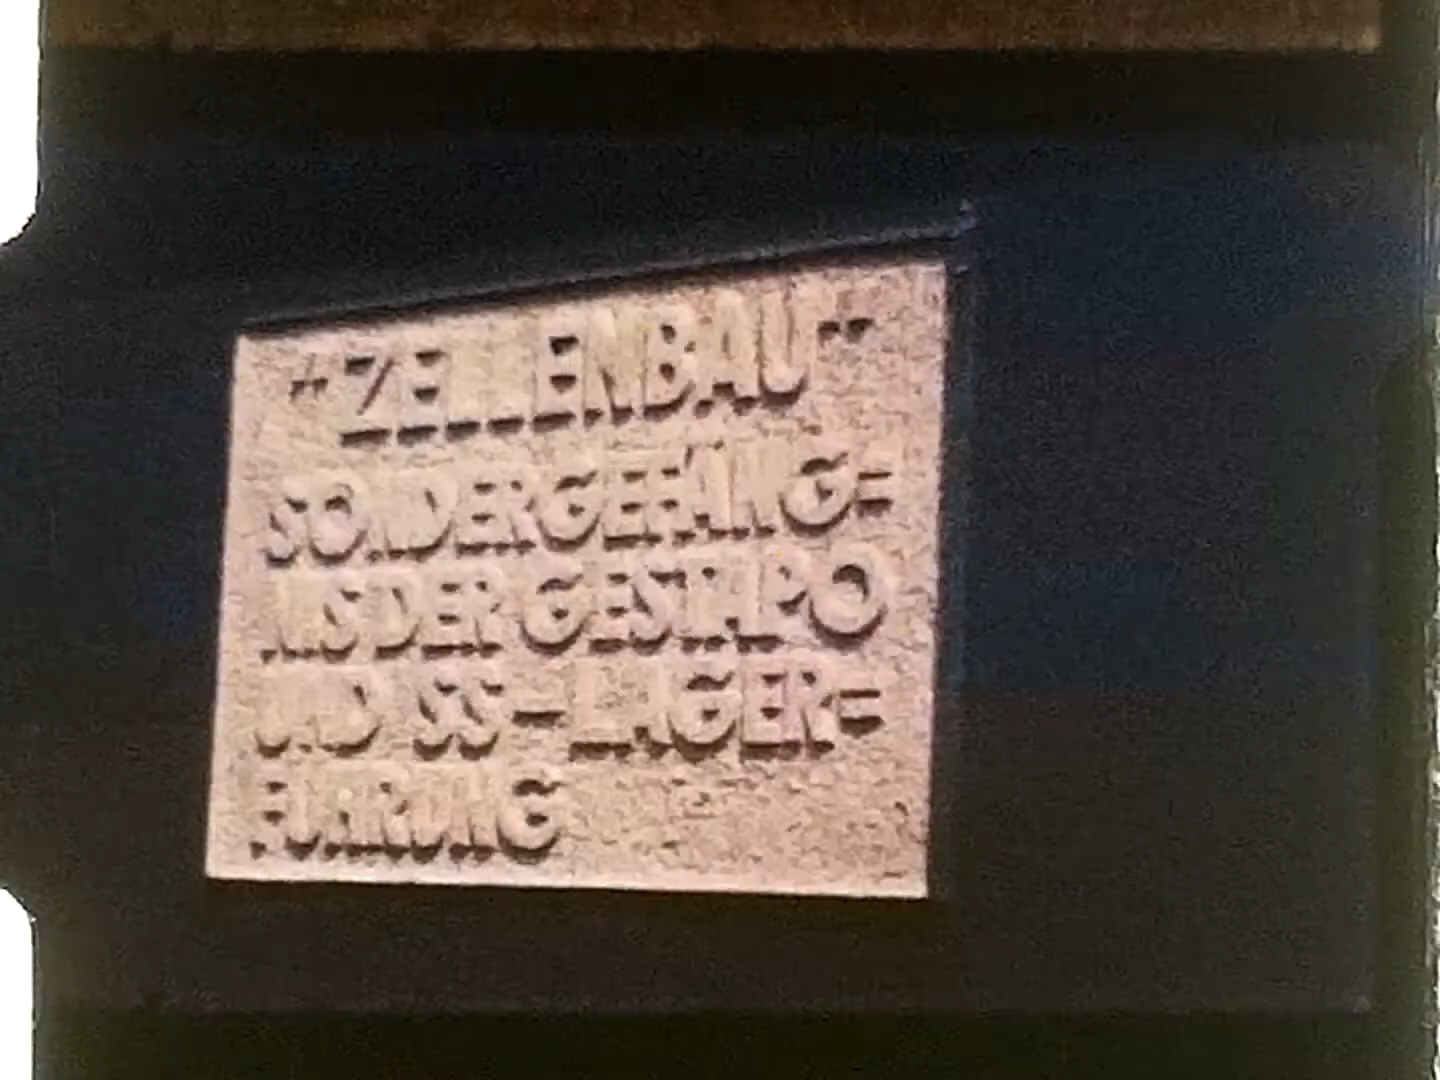 "ZELLENBAU"
SONDERGEFÄNG=
NIS DER GESTAPO
UND SS-LAGER=
FÜHRUNG